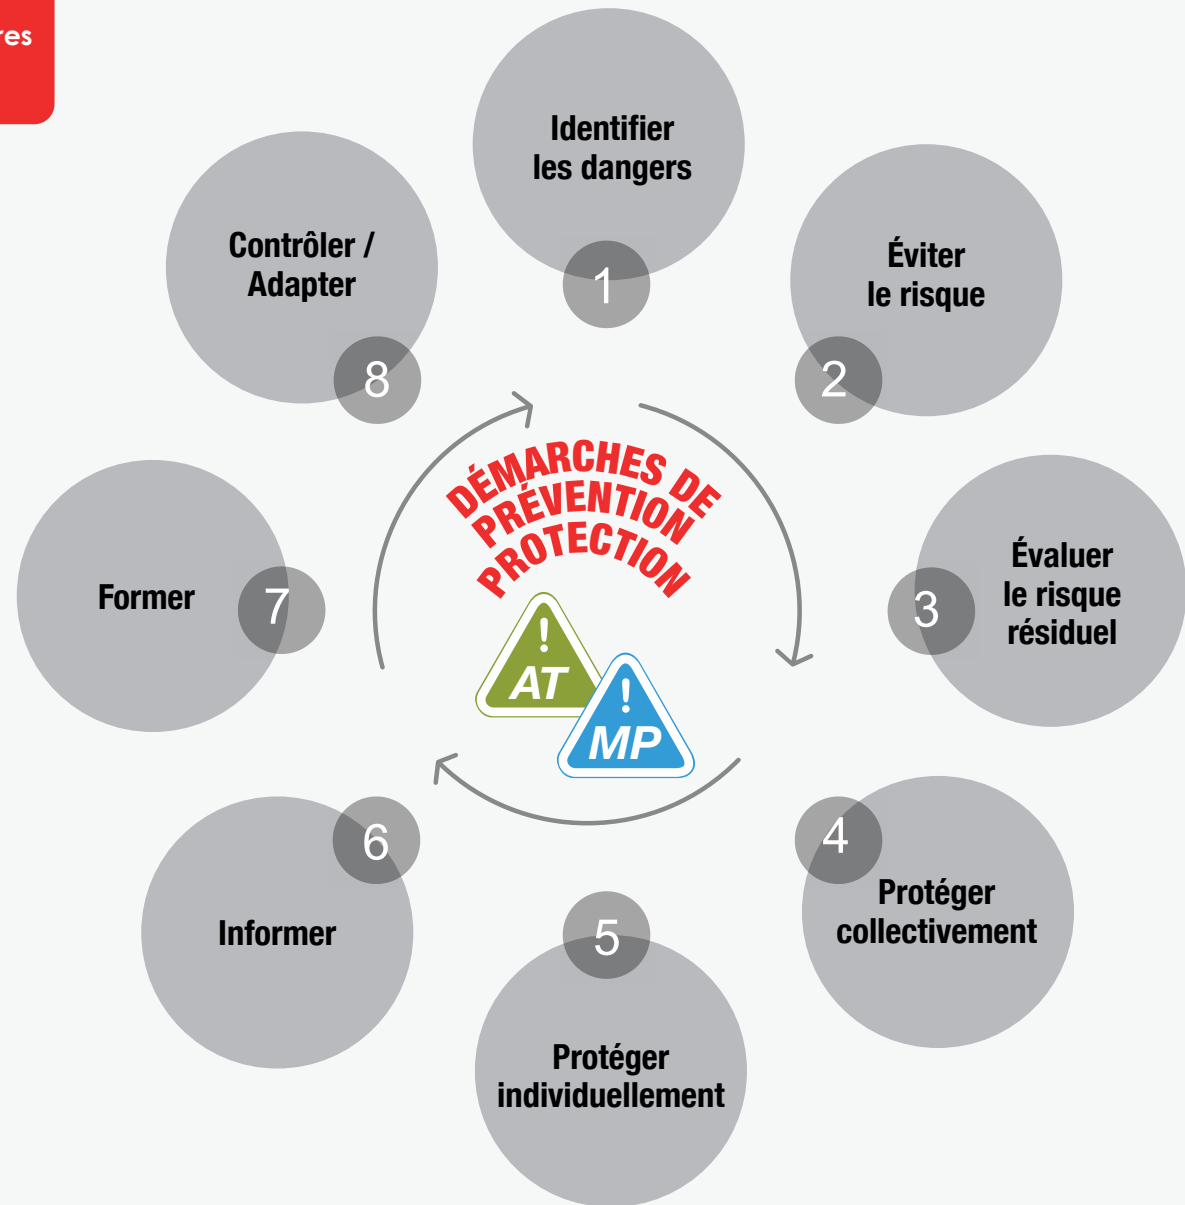 Identifier
les dangers
1
Éviter
le risque
2
Évaluer
le risque
résiduel
3
Protéger
collectivement
4
5
Protéger
individuellement
6
Informer
Former
7
Contrôler /
Adapter
8
DÉMARCHES DE
PRÉVENTION
PROTECTION
!
AT
!
MP